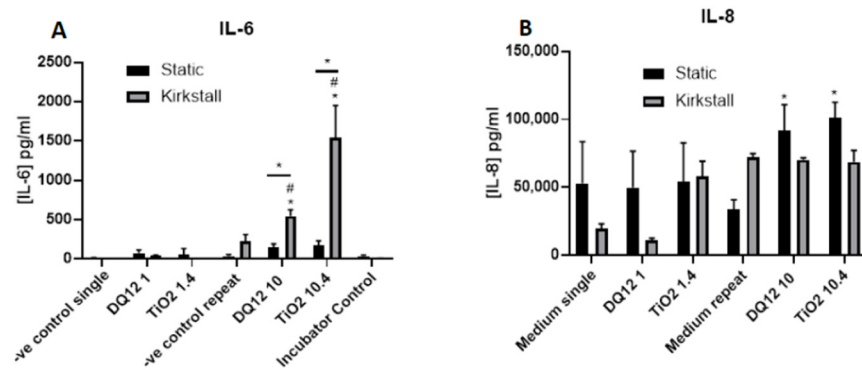 A
IL-6
[IL-6] pg/ml
2500
2000
1500
1000
500
0
Static
Kirkstall
*
#
*
*
#
*
-ve control single
DQ12 1
TiO2 1.4
-ve control repeat
DQ12 10
TiO2 10.4
Incubator Control
B
IL-8
[IL-8] pg/ml
150,000
100,000
50,000
0
Static
Kirkstall
*
*
Medium single
DQ12 1
TiO2 1.4
Medium repeat
DQ12 10
TiO2 10.4